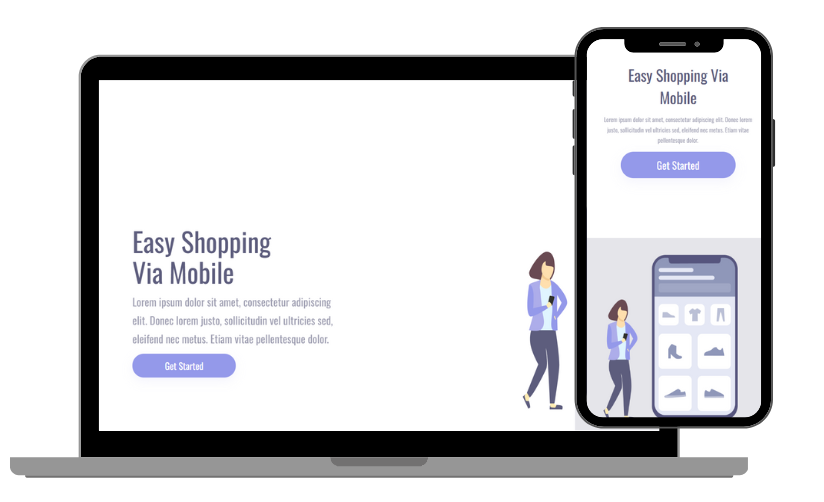 Easy Shopping
Via Mobile
Lorem ipsum dolor sit amet, consectetur adipiscing
elit. Donec lorem justo, sollicitudin vel ultricies sed,
eleifend nec metus. Etiam vitae pellentesque dolor.
Get Started
Easy Shopping Via
Mobile
Lorem ipsum dolor sit amet, consectetur adipiscing elit. Donec lorem
justo, sollicitudin vel ultricies sed, eleifend nec metus. Etiam vitae
pellentesque dolor.
Get Started